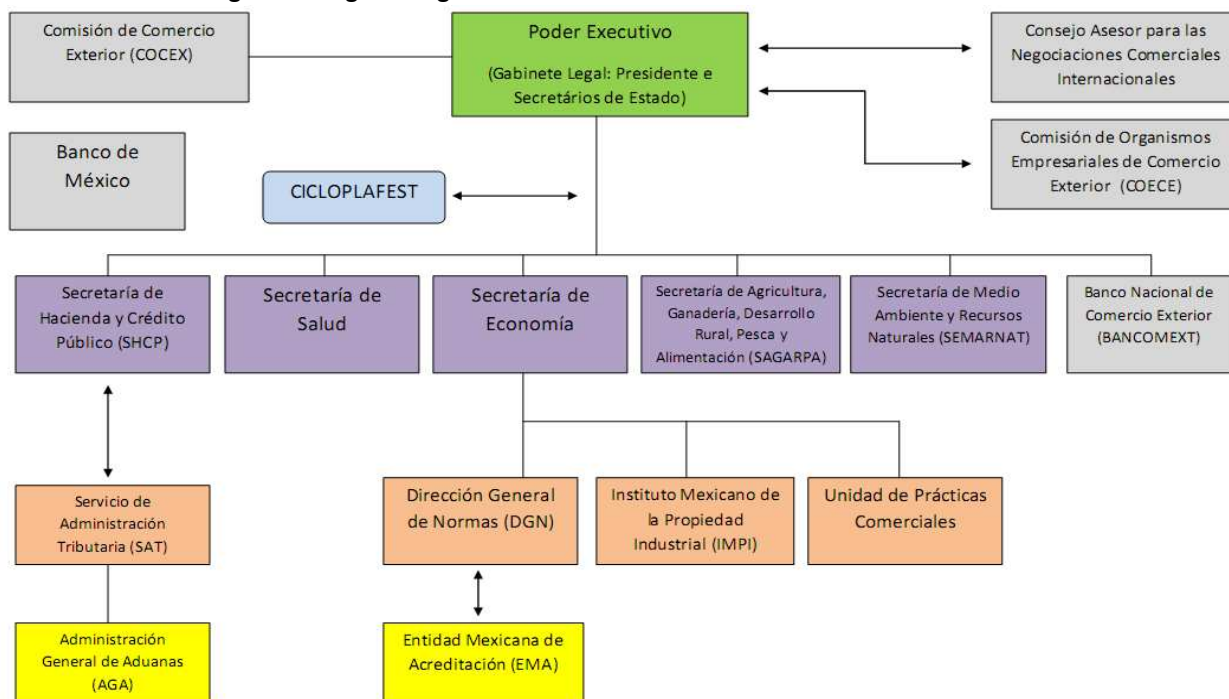 Comisión de Comercio
Exterior (COCEX)
Poder Executivo
(Gabinete Legal: Presidente e
Secretários de Estado)
Consejo Asesor para las
Negociaciones Comerciales
Internacionales
Banco de
México
CICLOPLAFEST
Comisión de Organismos
Empresariales de Comercio
Exterior (COECE)
Secretaría de
Hacienda y Crédito
Público (SHCP)
Secretaría de
Salud
Secretaría de
Economía
Secretaría de Agricultura,
Ganadería, Desarrollo
Rural, Pesca y
Alimentación (SAGARPA)
Secretaría de Medio
Ambiente y Recursos
Naturales (SEMARNAT)
Banco Nacional de
Comercio Exterior
(BANCOMEXT)
Servicio de
Administración
Tributaria (SAT)
Dirección General
de Normas (DGN)
Instituto Mexicano de
la Propiedad
Industrial (IMPI)
Unidad de Prácticas
Comerciales
Administración
General de Aduanas
(AGA)
Entidad Mexicana de
Acreditación (EMA)